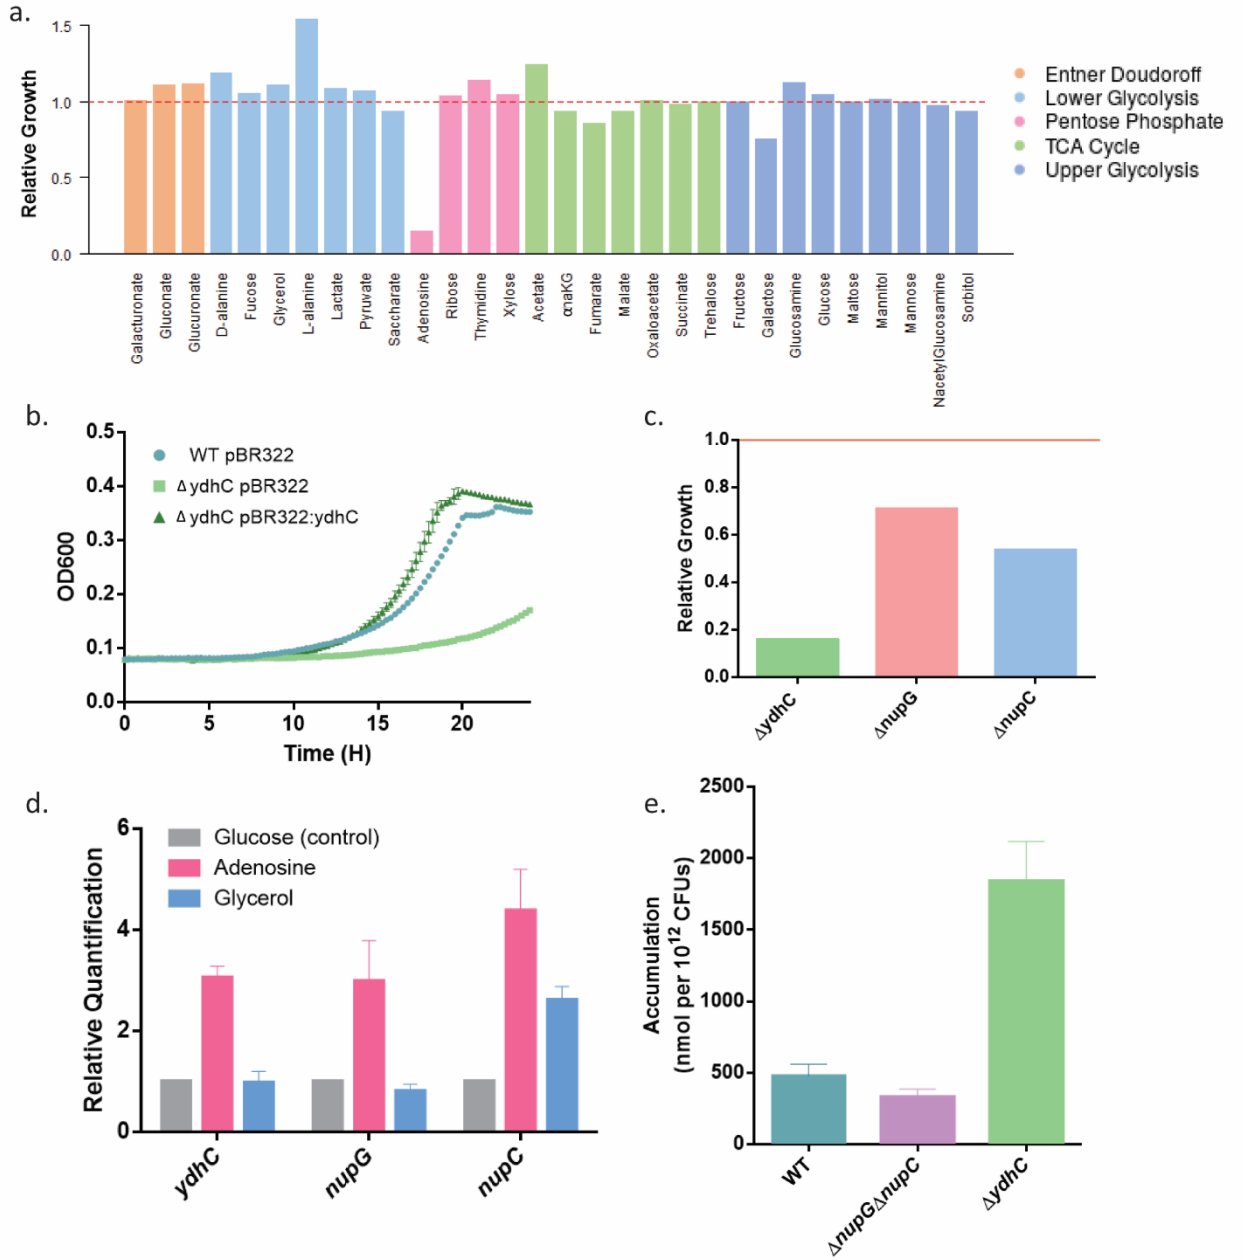 a.
1.5
1.0
0.5
0.0
Relative Growth
Galacturonate
Gluconate
Glucuronate
D-alanine
Fucose
Glycerol
L-alanine
Lactate
Pyruvate
Saccharate
Adenosine
Ribose
Thymidine
Xylose
Acetate
αnaKG
Fumarate
Malate
Oxaloacetate
Succinate
Trehalose
Fructose
Galactose
Glucosamine
Glucose
Maltose
Mannitol
Mannose
NacetylGlucosamine
Sorbitol
Entner Doudoroff
Lower Glycolysis
Pentose Phosphate
TCA Cycle
Upper Glycolysis
b.
0.5
0.4
0.3
0.2
0.1
0.0
OD600
WT pBR322
Δ ydhC pBR322
Δ ydhC pBR322:ydhC
0 5 10 15 20
Time (H)
c.
1.0
0.8
0.6
0.4
0.2
0.0
Relative Growth
ΔydhC
ΔnupG
ΔnupC
d.
6
4
2
0
Relative Quantification
Glucose (control)
Adenosine
Glycerol
ydhC
nupG
nupC
e.
2500
2000
1500
1000
500
0
Accumulation
(nmol per 10¹² CFUs)
WT
ΔnupGΔnupC
ΔydhC